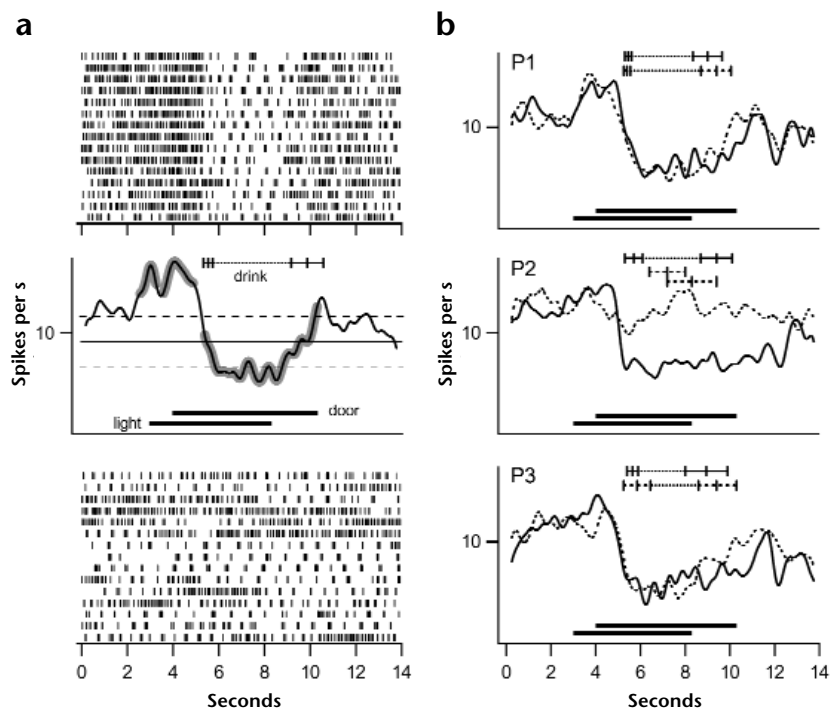 a
b
P1
10
Spikes per s
10
drink
light
door
P2
Spikes per s
10
P3
10
0 2 4 6 8 10 12 14
Seconds
0 2 4 6 8 10 12 14
Seconds